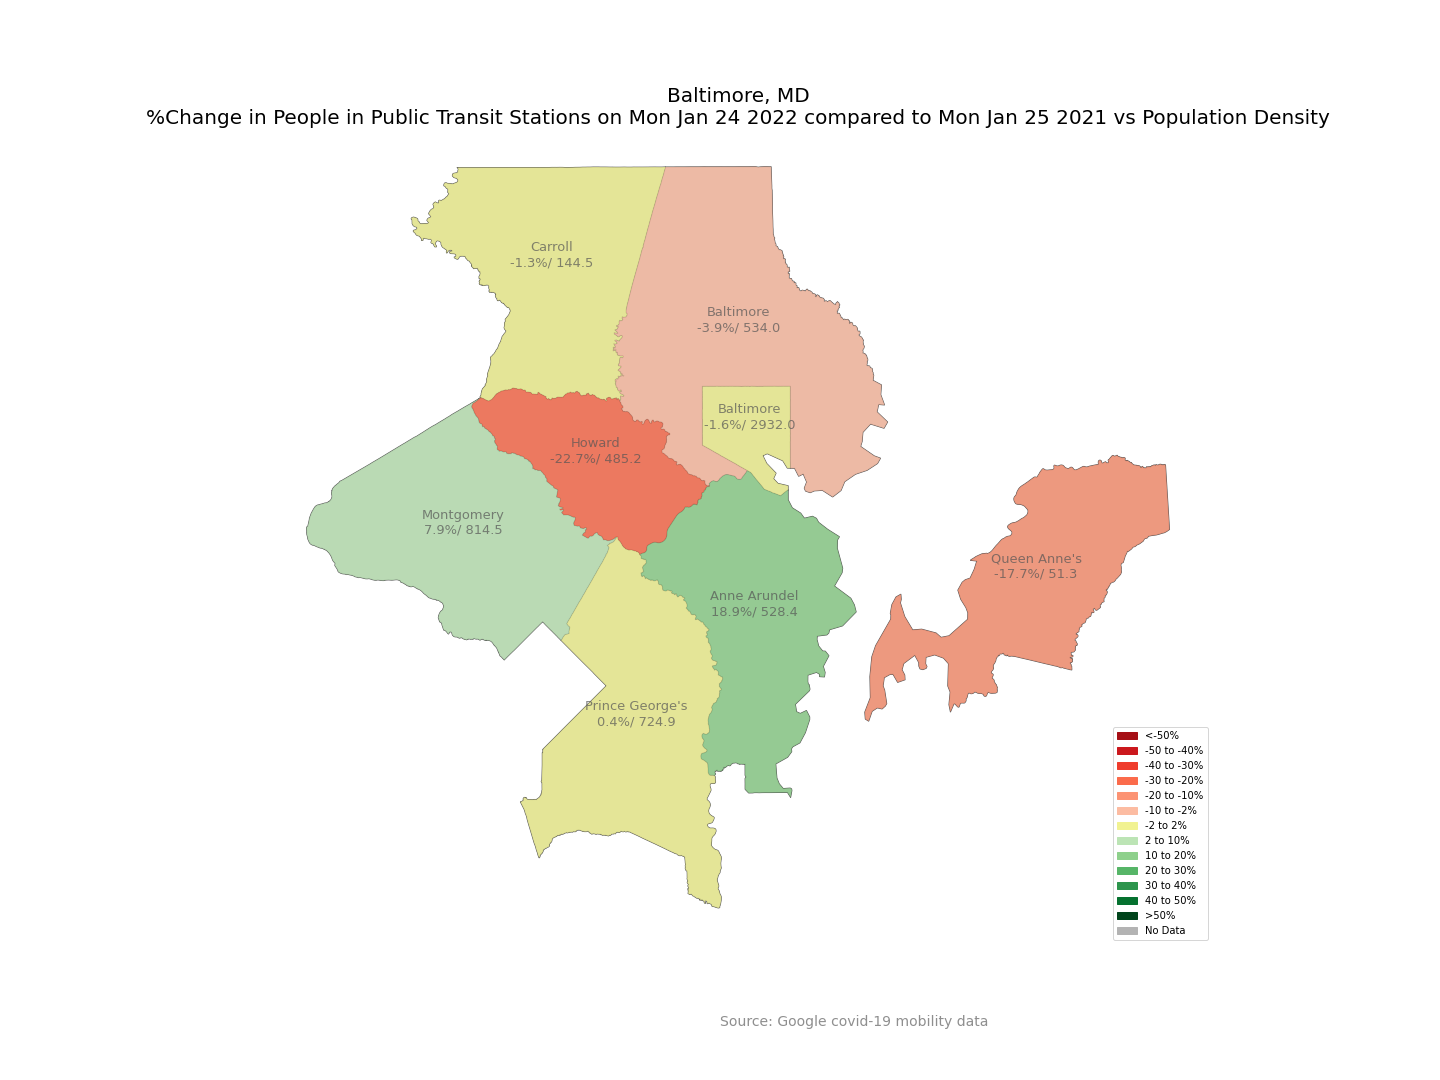 Baltimore, MD
%Change in People in Public Transit Stations on Mon Jan 24 2022 compared to Mon Jan 25 2021 vs Population Density
Carroll
-1.3%/ 144.5
Baltimore
-3.9%/ 534.0
Baltimore
-1.6%/ 2932.0
Howard
-22.7%/ 485.2
Montgomery
7.9%/ 814.5
Queen Anne's
-17.7%/ 51.3
Anne Arundel
18.9%/ 528.4
Prince George's
0.4%/ 724.9
<-50%
-50 to -40%
-40 to -30%
-30 to -20%
-20 to -10%
-10 to -2%
-2 to 2%
2 to 10%
10 to 20%
20 to 30%
30 to 40%
40 to 50%
>50%
No Data
Source: Google covid-19 mobility data